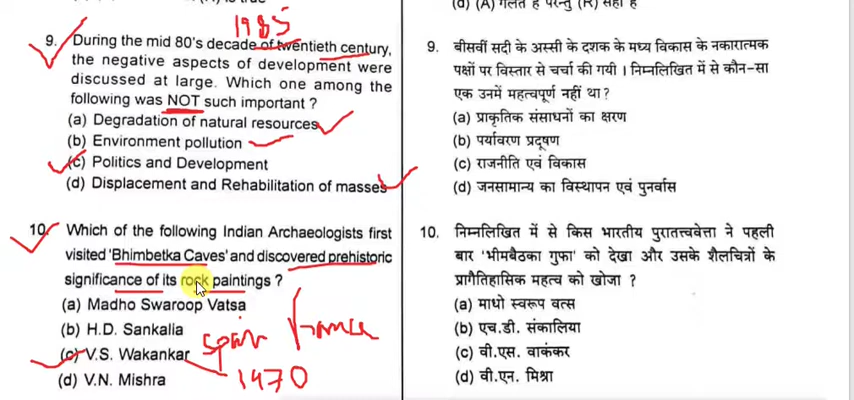 1985
9. During the mid 80's decade of twentieth century,
the negative aspects of development were
discussed at large. Which one among the
following was NOT such important ?
(a) Degradation of natural resources
(b) Environment pollution
(c) Politics and Development
(d) Displacement and Rehabilitation of masses
10. Which of the following Indian Archaeologists first
visited 'Bhimbetka Caves' and discovered prehistoric
significance of its rock paintings ?
(a) Madho Swaroop Vatsa
(b) H.D. Sankalia
(c) V.S. Wakankar
(d) V.N. Mishra
spain france
1970
(d) (A) गलत है परन्तु (R) सही है
9. बीसवीं सदी के अस्सी के दशक के मध्य विकास के नकारात्मक
पक्षों पर विस्तार से चर्चा की गयी । निम्नलिखित में से कौन-सा
एक उनमें महत्वपूर्ण नहीं था ?
(a) प्राकृतिक संसाधनों का क्षरण
(b) पर्यावरण प्रदूषण
(c) राजनीति एवं विकास
(d) जनसामान्य का विस्थापन एवं पुनर्वास
10. निम्नलिखित में से किस भारतीय पुरातत्त्ववेत्ता ने पहली
बार 'भीमबैठका गुफा' को देखा और उसके शैलचित्रों के
प्रागैतिहासिक महत्व को खोजा ?
(a) माधो स्वरूप वत्स
(b) एच.डी. संकालिया
(c) वी.एस. वाकंकर
(d) वी.एन. मिश्रा